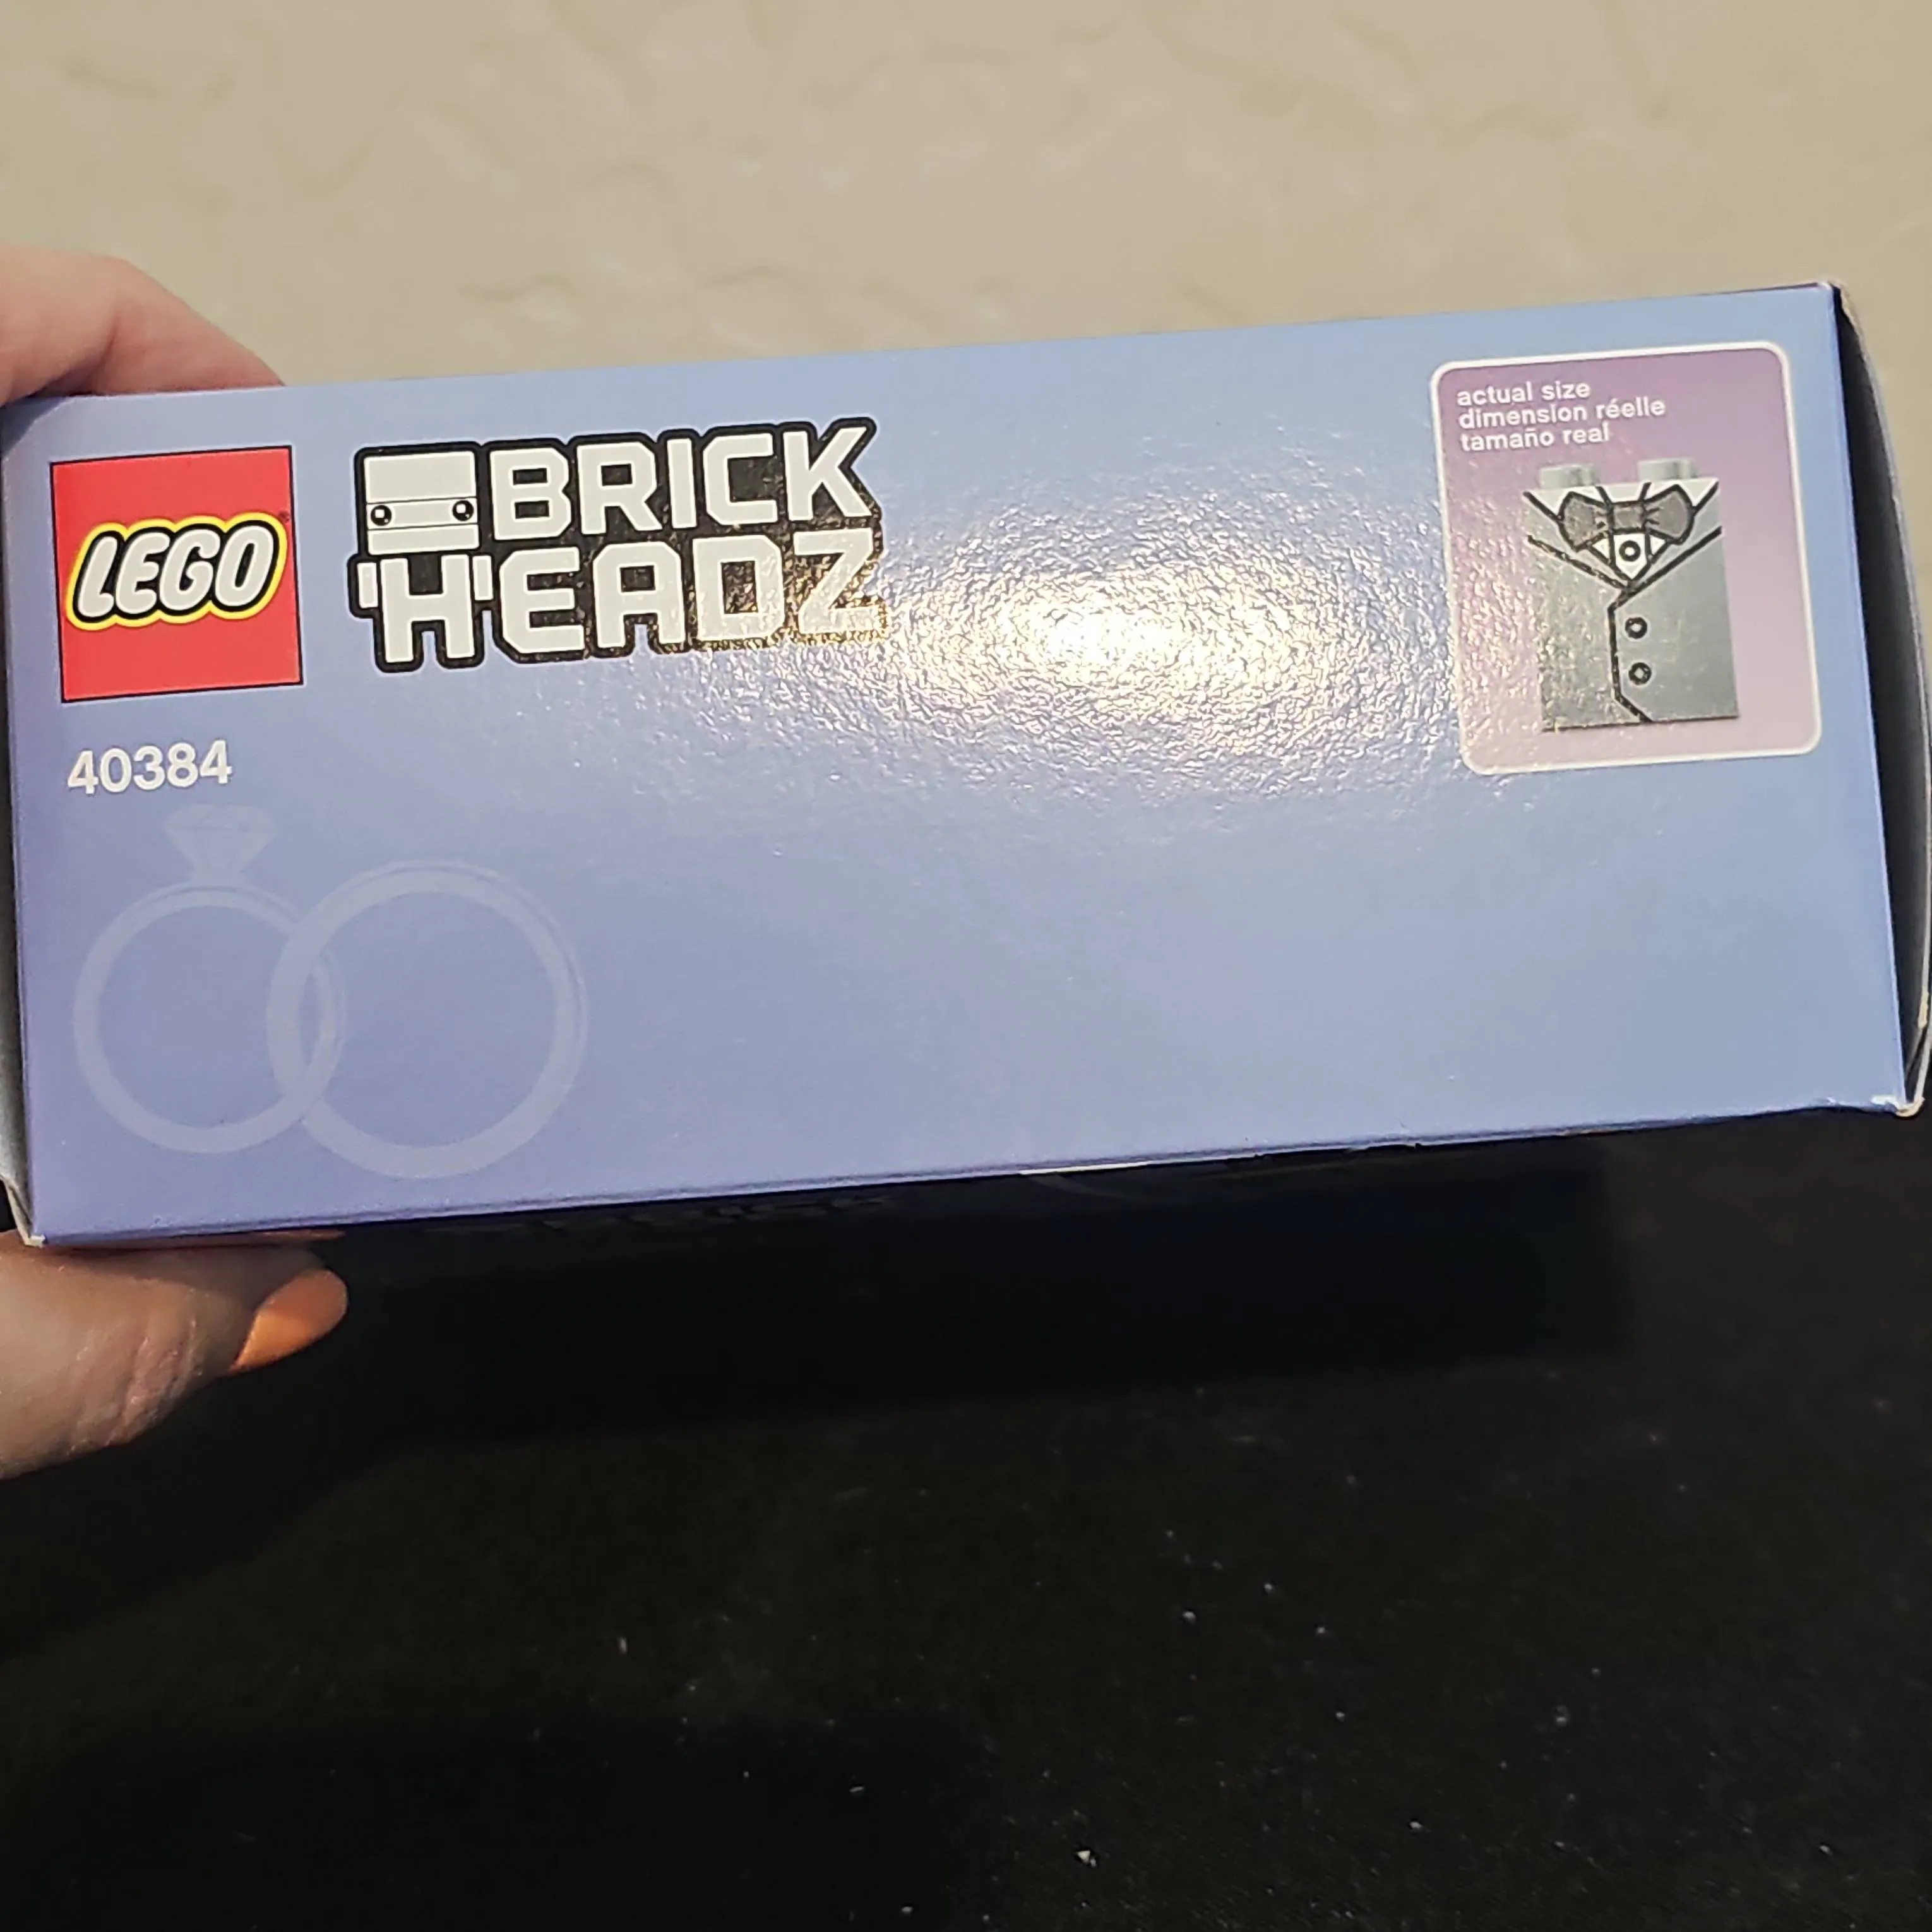 LEGO
BRICK
HEADZ
40384
actual size
dimension réelle
tamaño real